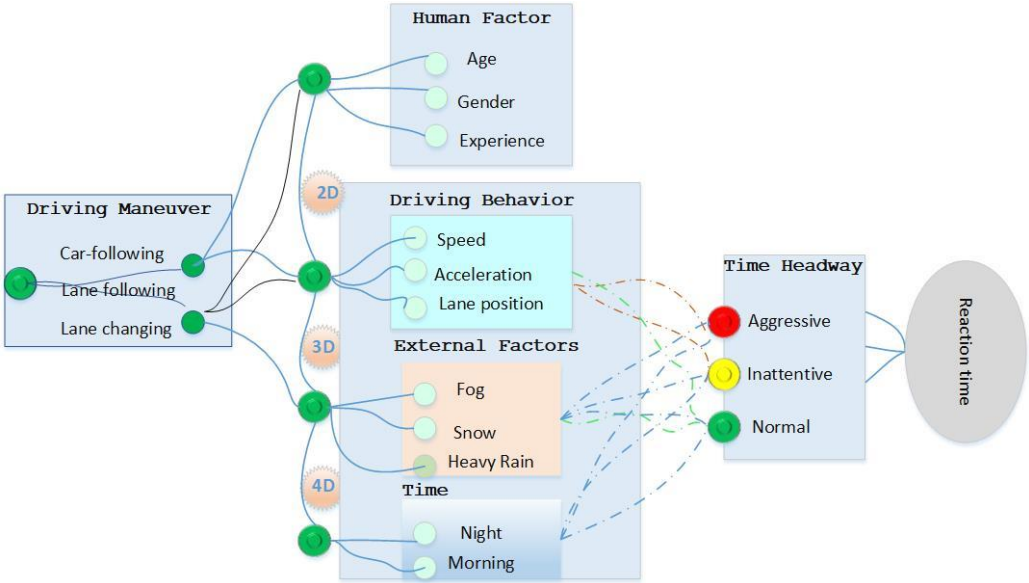 Human Factor
Age
Gender
Experience
2D
Driving Maneuver
Car-following
Lane following
Lane changing
Driving Behavior
Speed
Acceleration
Lane position
3D
External Factors
Fog
Snow
Heavy Rain
4D
Time
Night
Morning
Time Headway
Aggressive
Inattentive
Normal
Reaction time